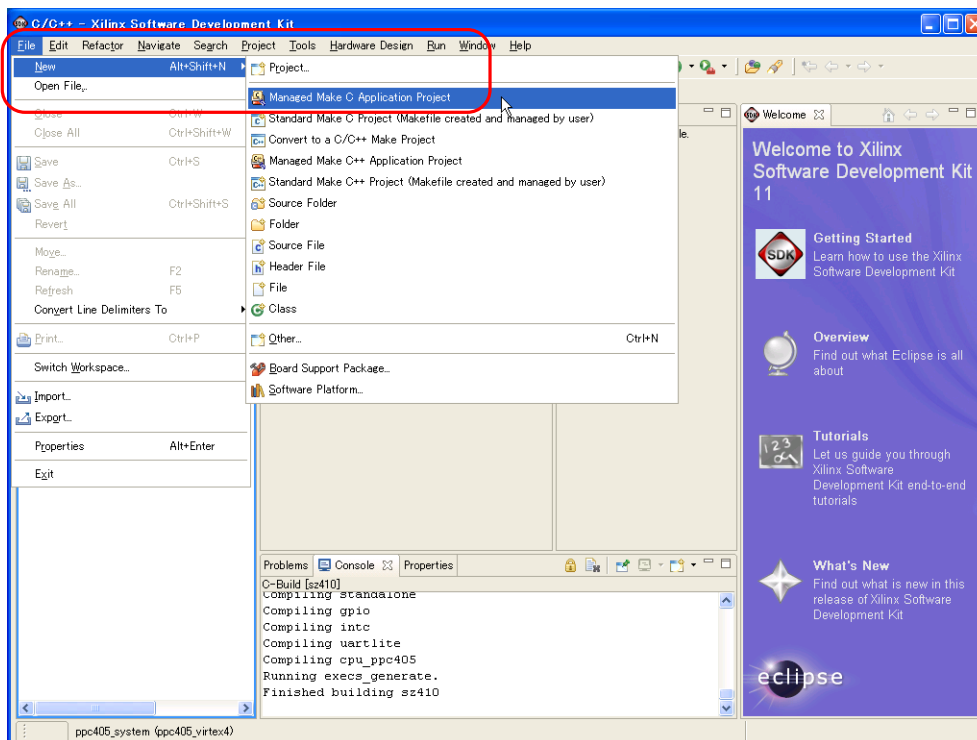 C/C++ - Xilinx Software Development Kit
File Edit Refactor Navigate Search Project Tools Hardware Design Run Window Help
New Alt+Shift+N
Open File...
Close Ctrl+W
Close All Ctrl+Shift+W
Save Ctrl+S
Save As...
Save All Ctrl+Shift+S
Revert
Move...
Rename... F2
Refresh F5
Convert Line Delimiters To
Print... Ctrl+P
Switch Workspace...
Import...
Export...
Properties Alt+Enter
Exit
Project...
Managed Make C Application Project
Standard Make C Project (Makefile created and managed by user)
Convert to a C/C++ Make Project
Managed Make C++ Application Project
Standard Make C++ Project (Makefile created and managed by user)
Source Folder
Folder
Source File
Header File
File
Class
Other... Ctrl+N
Board Support Package...
Software Platform...
le.
Welcome
Welcome to Xilinx
Software Development Kit
11
SDK
Getting Started
Learn how to use the Xilinx
Software Development Kit
Overview
Find out what Eclipse is all
about
Tutorials
Let us guide you through
Xilinx Software
Development Kit end-to-end
tutorials
What's New
Find out what is new in this
release of Xilinx Software
Development Kit
eclipse
Problems Console Properties
C-Build [sz410]
Compiling standalone
Compiling gpio
Compiling intc
Compiling uartlite
Compiling cpu_ppc405
Running execs_generate.
Finished building sz410
ppc405_system (ppc405_virtex4)